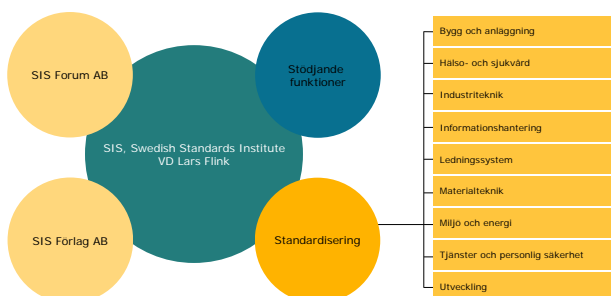 SIS Forum AB
Stödjande
funktioner
SIS, Swedish Standards Institute
VD Lars Flink
SIS Förlag AB
Standardisering
Bygg och anläggning
Hälso- och sjukvård
Industriteknik
Informationshantering
Ledningssystem
Materialteknik
Miljö och energi
Tjänster och personlig säkerhet
Utveckling